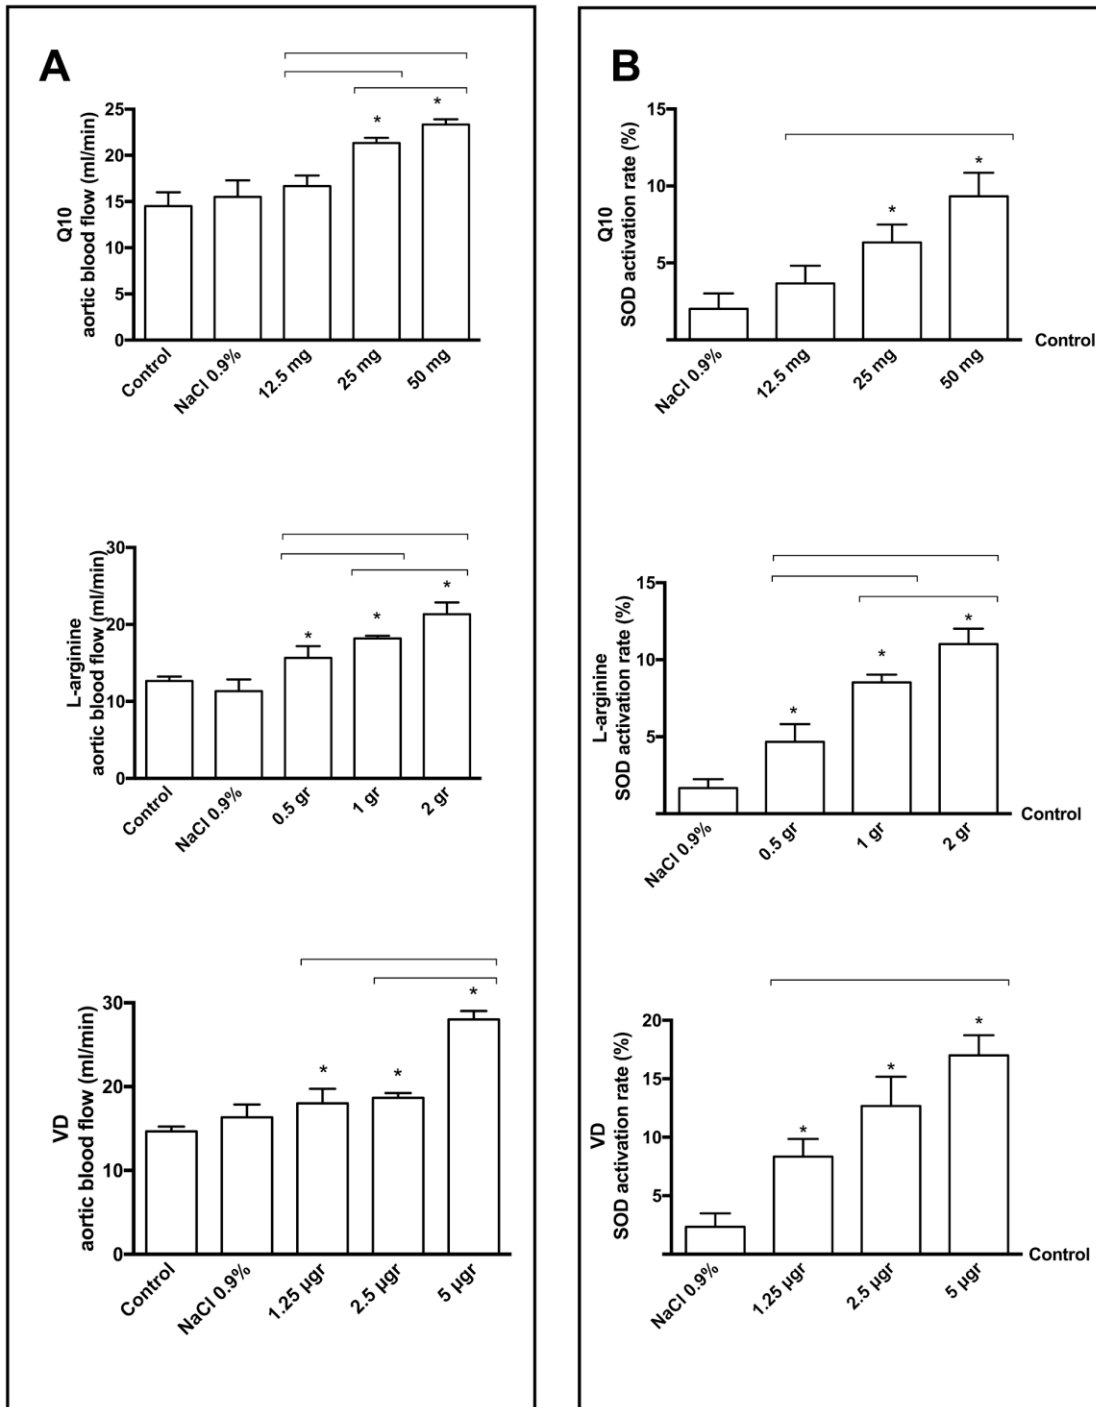 A
Q10
aortic blood flow (ml/min)
25
20
15
10
5
0
*
*
Control
NaCl 0.9%
12.5 mg
25 mg
50 mg
L-arginine
aortic blood flow (ml/min)
30
20
10
0
*
*
*
Control
NaCl 0.9%
0.5 gr
1 gr
2 gr
VD
aortic blood flow (ml/min)
30
20
10
0
*
*
*
Control
NaCl 0.9%
1.25 µgr
2.5 µgr
5 µgr
B
Q10
SOD activation rate (%)
15
10
5
*
*
Control
NaCl 0.9%
12.5 mg
25 mg
50 mg
L-arginine
SOD activation rate (%)
15
10
5
*
*
*
Control
NaCl 0.9%
0.5 gr
1 gr
2 gr
VD
SOD activation rate (%)
20
15
10
5
*
*
*
Control
NaCl 0.9%
1.25 µgr
2.5 µgr
5 µgr